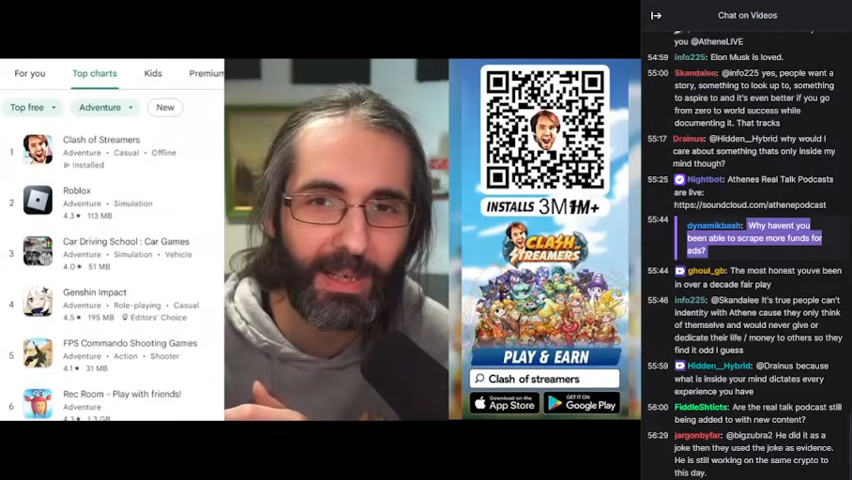 For you
Top charts
Kids
Premium
Top free
Adventure
New
1
Clash of Streamers
Adventure • Casual • Offline
Installed
2
Roblox
Adventure • Simulation
4.3★ 113 MB
3
Car Driving School : Car Games
Adventure • Simulation • Vehicle
4.0★ 51 MB
4
Genshin Impact
Adventure • Role-playing • Casual
4.5★ 195 MB Editors' Choice
5
FPS Commando Shooting Games
Adventure • Action • Shooter
4.1★ 31 MB
6
Rec Room - Play with friends!
Adventure
4.3★ 1.3 GB
INSTALLS 3M 1M+
CLASH
OF
STREAMERS
PLAY & EARN
Clash of streamers
Download on the
App Store
GET IT ON
Google Play
Chat on Videos
you @AtheneLIVE
54:59 info225: Elon Musk is loved.
55:00 Skandalee: @info225 yes, people want a
story, something to look up to, something
to aspire to and it's even better if you go
from zero to world success while
documenting it. That tracks
55:17 Drainus: @Hidden__Hybrid why would I
care about something thats only inside my
mind though?
55:25 Nightbot: Athenes Real Talk Podcasts
are live:
https://soundcloud.com/athenepodcast
55:44 dynamikbash: Why havent you
been able to scrape more funds for
ads?
55:44 ghoul_gb: The most honest youve been
in over a decade fair play
55:46 info225: @Skandalee It's true people can't
indentity with Athene cause they only think
of themselves and would never give or
dedicate their life / money to others so they
find it odd I guess
55:59 Hidden__Hybrid: @Drainus because
what is inside your mind dictates every
experience you have
56:00 FiddleShticts: Are the real talk podcast still
being added to with new content?
56:29 jargonbyfar: @bigzubra2 He did it as a
joke then they used the joke as evidence.
He is still working on the same crypto to
this day.